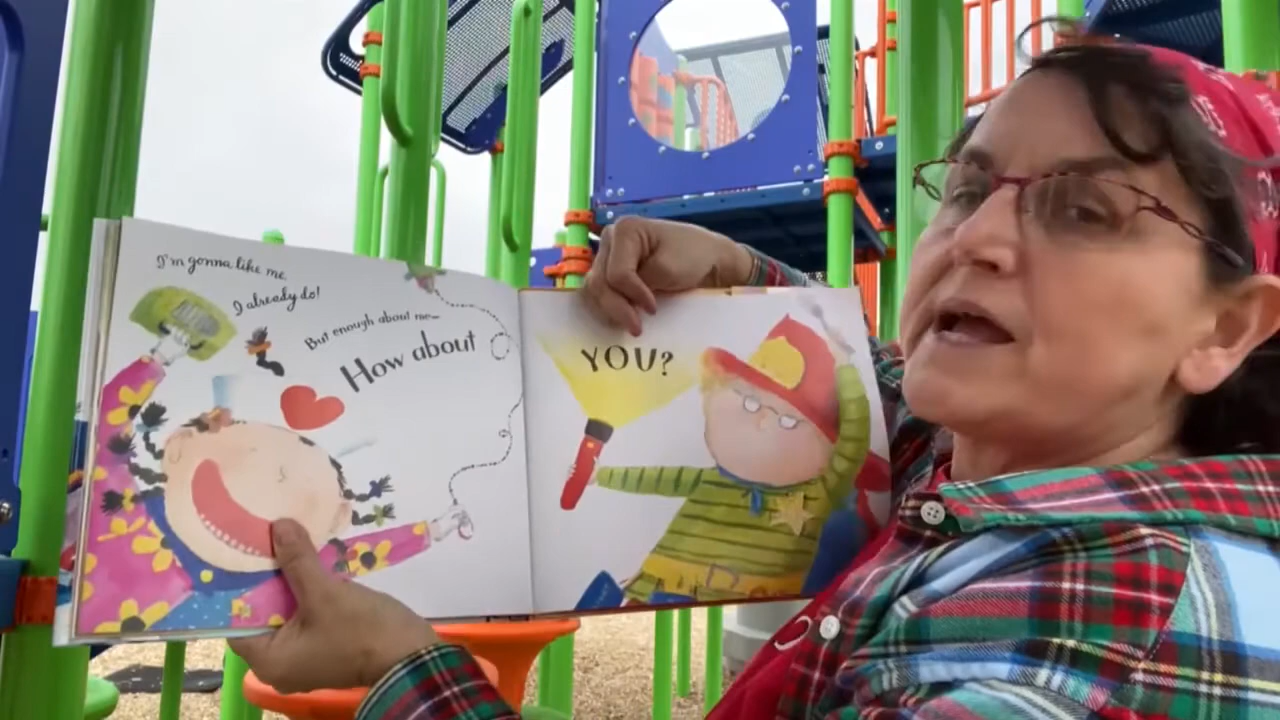 I'm gonna like me.
I already do!
But enough about me—
How about
YOU?